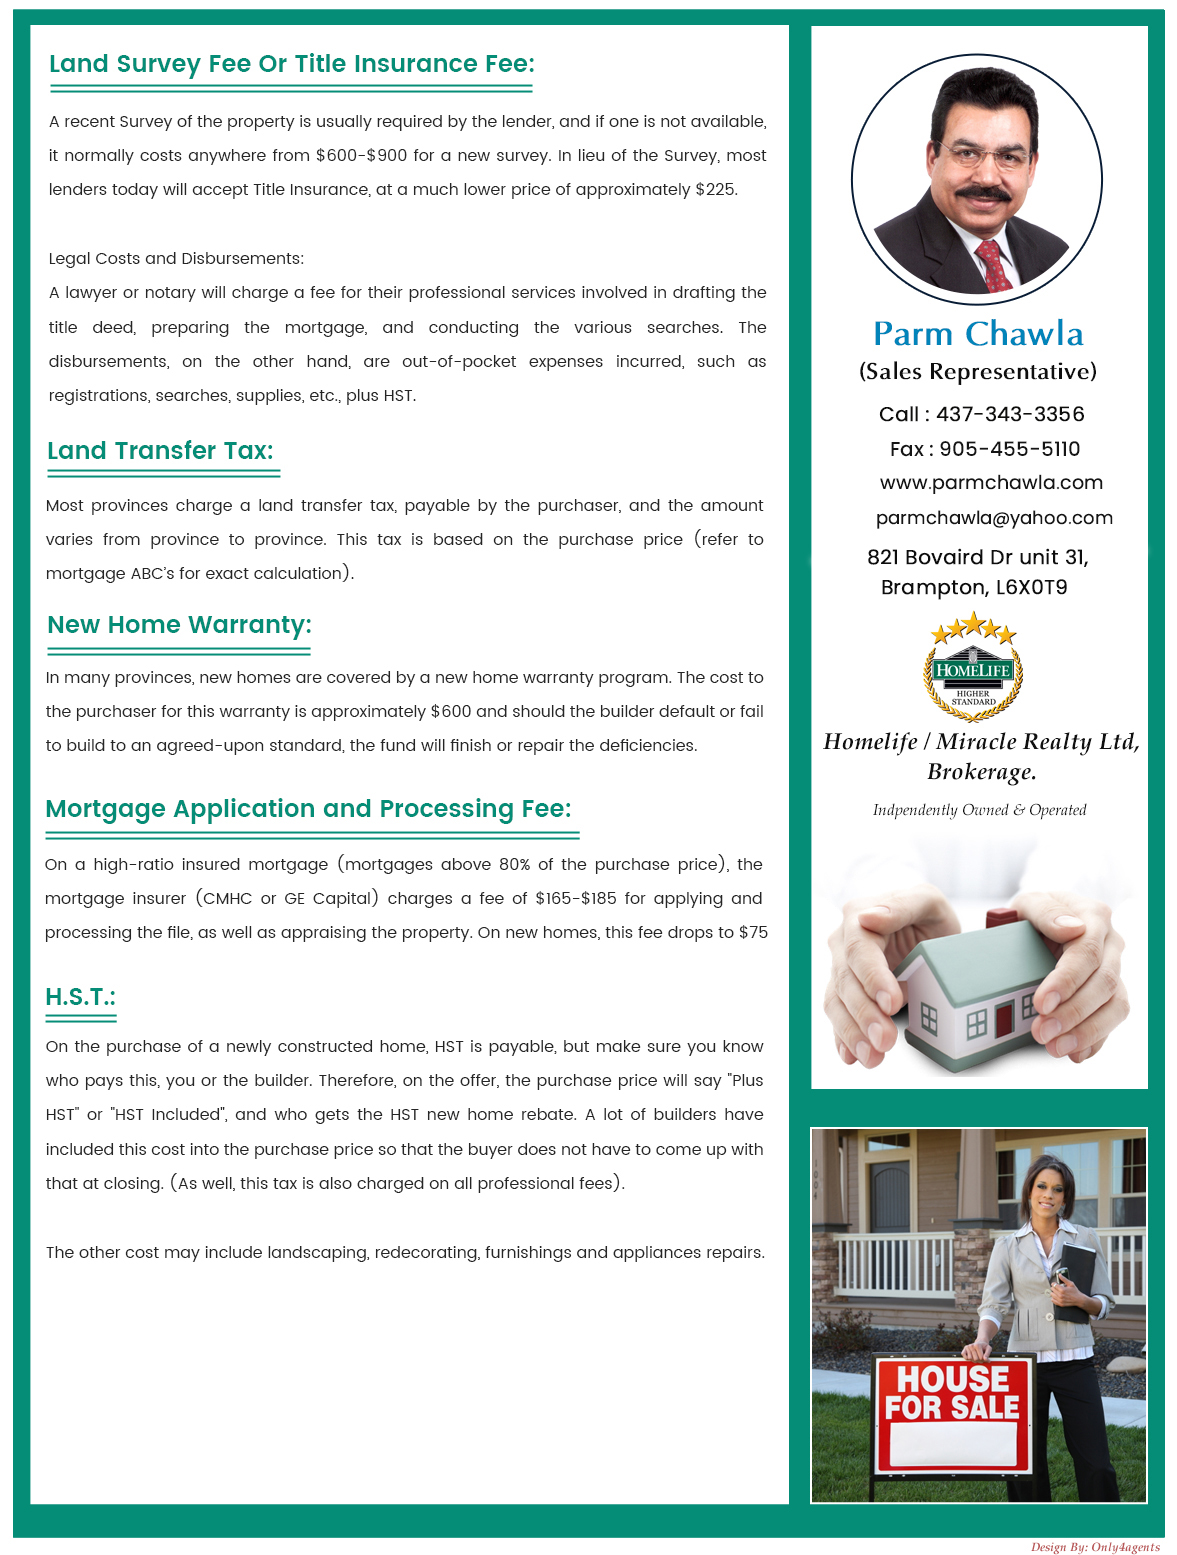 Land Survey Fee Or Title Insurance Fee:
A recent Survey of the property is usually required by the lender, and if one is not available,
it normally costs anywhere from $600-$900 for a new survey. In lieu of the Survey, most
lenders today will accept Title Insurance, at a much lower price of approximately $225.
Legal Costs and Disbursements:
A lawyer or notary will charge a fee for their professional services involved in drafting the
title deed, preparing the mortgage, and conducting the various searches. The
disbursements, on the other hand, are out-of-pocket expenses incurred, such as
registrations, searches, supplies, etc., plus HST.
Land Transfer Tax:
Most provinces charge a land transfer tax, payable by the purchaser, and the amount
varies from province to province. This tax is based on the purchase price (refer to
mortgage ABC's for exact calculation).
New Home Warranty:
In many provinces, new homes are covered by a new home warranty program. The cost to
the purchaser for this warranty is approximately $600 and should the builder default or fail
to build to an agreed-upon standard, the fund will finish or repair the deficiencies.
Mortgage Application and Processing Fee:
On a high-ratio insured mortgage (mortgages above 80% of the purchase price), the
mortgage insurer (CMHC or GE Capital) charges a fee of $165-$185 for applying and
processing the file, as well as appraising the property. On new homes, this fee drops to $75
H.S.T.:
On the purchase of a newly constructed home, HST is payable, but make sure you know
who pays this, you or the builder. Therefore, on the offer, the purchase price will say "Plus
HST" or "HST Included", and who gets the HST new home rebate. A lot of builders have
included this cost into the purchase price so that the buyer does not have to come up with
that at closing. (As well, this tax is also charged on all professional fees).
The other cost may include landscaping, redecorating, furnishings and appliances repairs.
Parm Chawla
(Sales Representative)
Call : 437-343-3356
Fax : 905-455-5110
www.parmchawla.com
parmchawla@yahoo.com
821 Bovaird Dr unit 31,
Brampton, L6X0T9
HOMELIFE
HIGHER
STANDARD
Homelife / Miracle Realty Ltd,
Brokerage.
Indpendently Owned & Operated
1004
HOUSE
FOR SALE
Design By: Only4agents